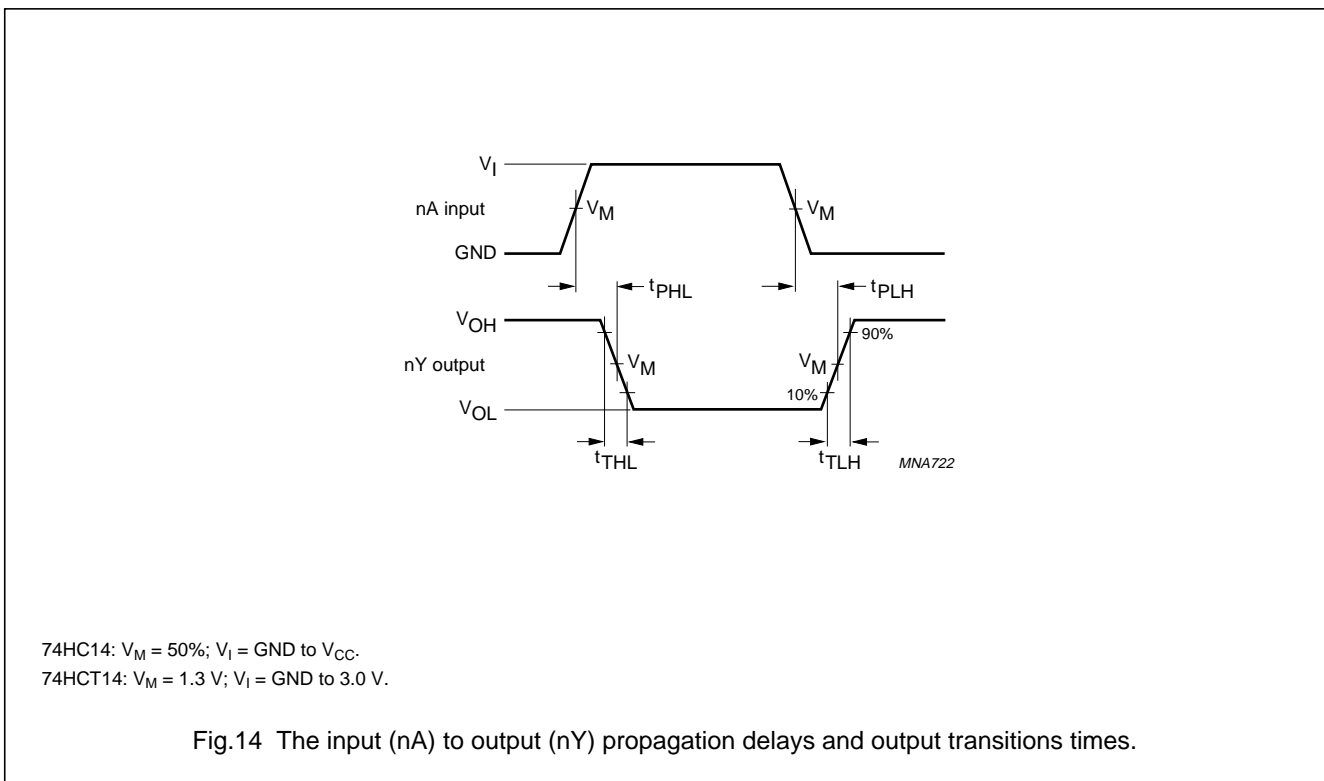 VI
nA input
VM
VM
GND
tPHL
tPLH
VOH
90%
nY output
VM
VM
10%
VOL
tTHL
tTLH
MNA722
74HC14: VM = 50%; VI = GND to VCC.
74HCT14: VM = 1.3 V; VI = GND to 3.0 V.
Fig.14 The input (nA) to output (nY) propagation delays and output transitions times.